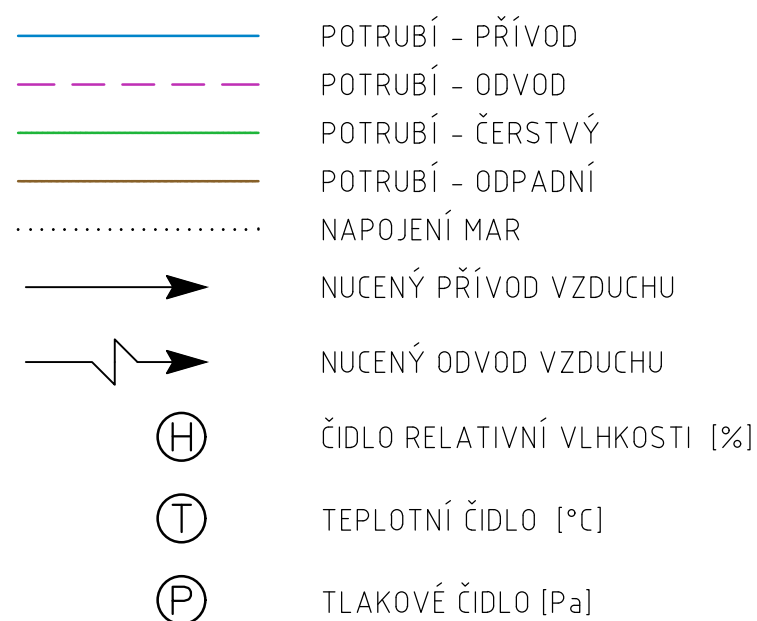 POTRUBÍ - PŘÍVOD
POTRUBÍ - ODVOD
POTRUBÍ - ČERSTVÝ
POTRUBÍ - ODPADNÍ
NAPOJENÍ MAR
NUCENÝ PŘÍVOD VZDUCHU
NUCENÝ ODVOD VZDUCHU
H ČIDLO RELATIVNÍ VLHKOSTI [%]
T TEPLOTNÍ ČIDLO [°C]
P TLAKOVÉ ČIDLO [Pa]